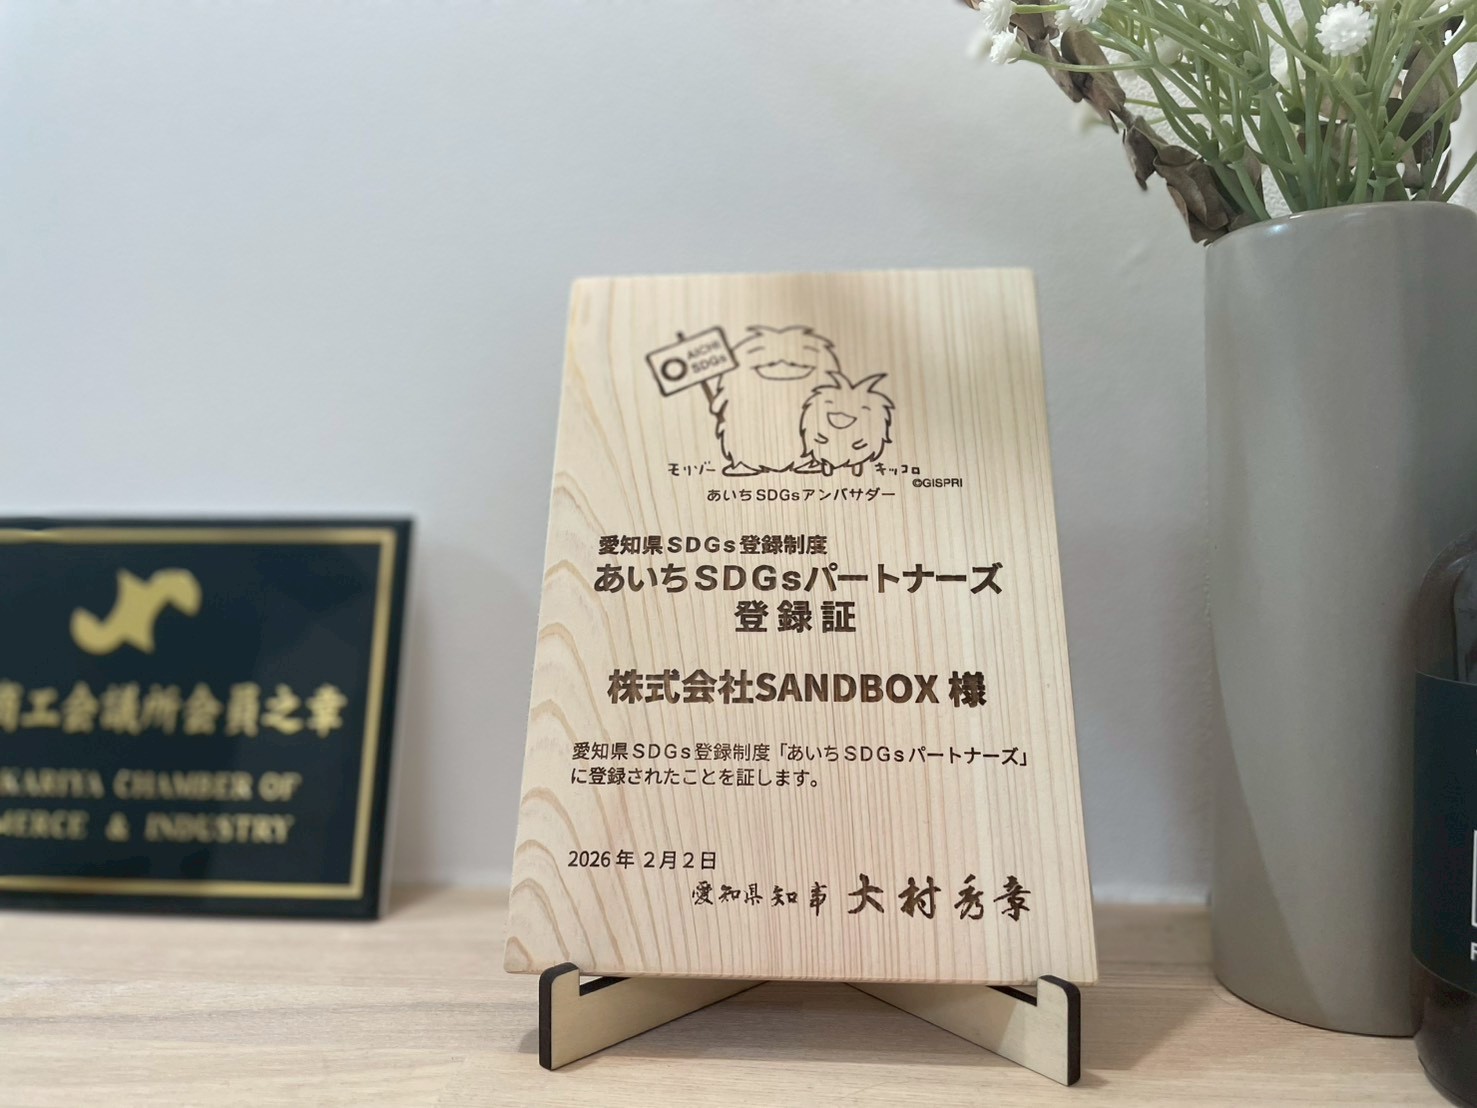 AICHI
SDGs
モリゾー キッコロ
©GISPRI
あいちSDGsアンバサダー
愛知県SDGs登録制度
あいちSDGsパートナーズ
登録証
株式会社SANDBOX 様
愛知県SDGs登録制度「あいちSDGsパートナーズ」
に登録されたことを証します。
2026年 2月2日
愛知県知事 大村秀章
商工会議所会員之章
KARIYA CHAMBER OF
MERCE & INDUSTRY